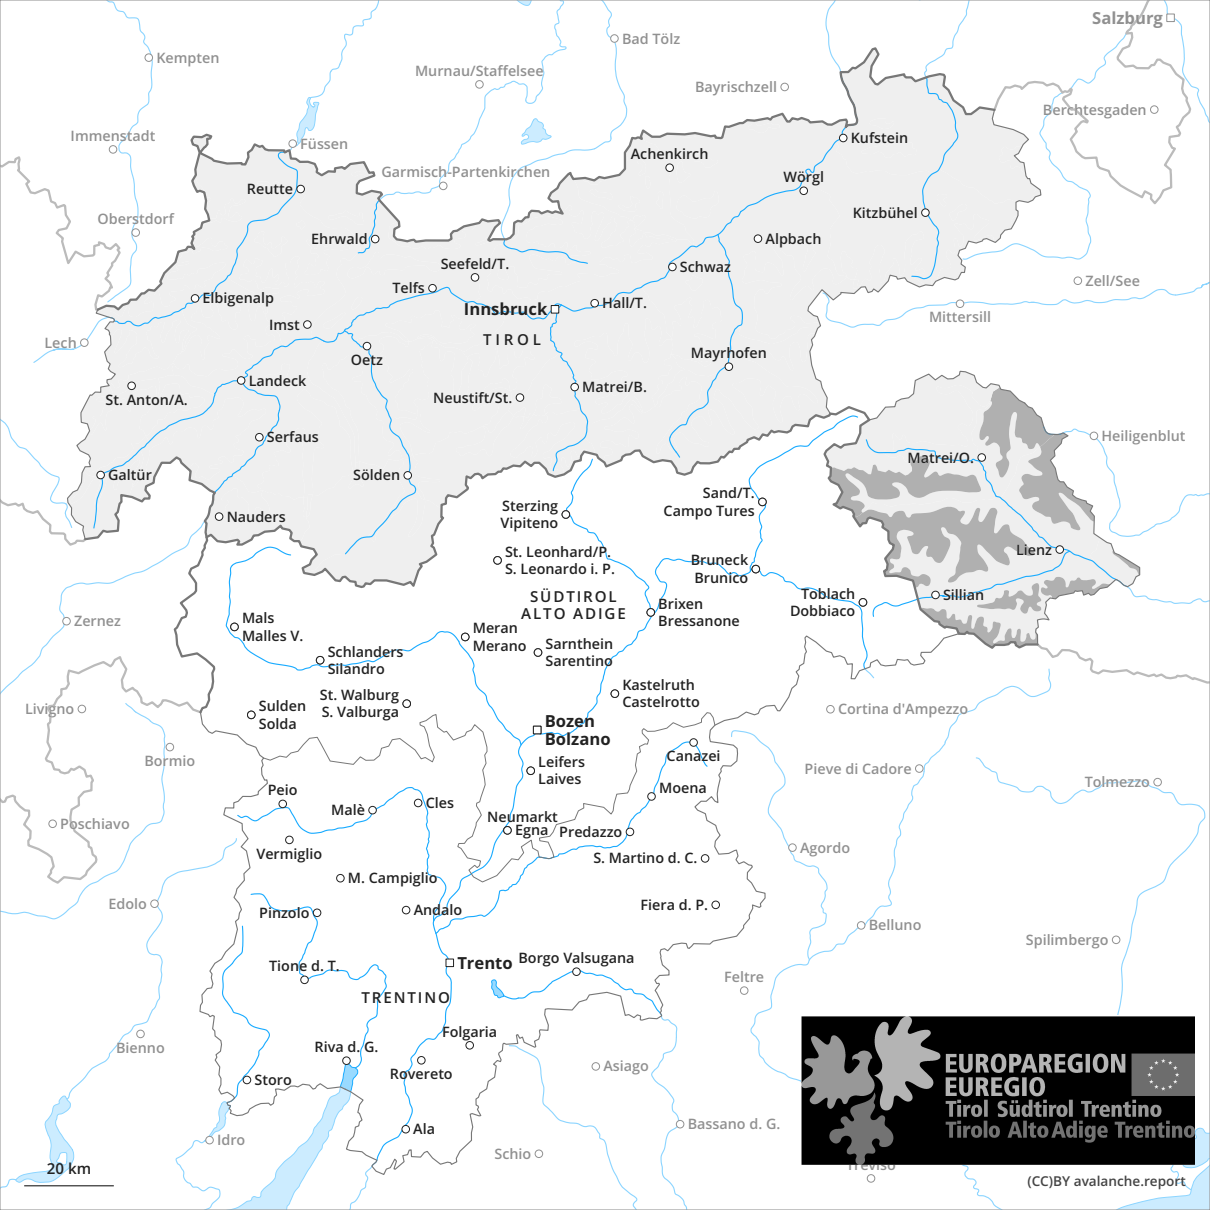 Salzburg
Bad Tölz
Kempten
Murnau/Staffelsee
Bayrischzell
Berchtesgaden
Immenstadt
Füssen
Kufstein
Achenkirch
Garmisch-Partenkirchen
Wörgl
Reutte
Kitzbühel
Oberstdorf
Ehrwald
Alpbach
Seefeld/T.
Schwaz
Zell/See
Telfs
Elbigenalp
Hall/T.
Innsbruck
Mittersill
Imst
TIROL
Lech
Oetz
Mayrhofen
Landeck
Matrei/B.
St. Anton/A.
Neustift/St.
Serfaus
Heiligenblut
Matrei/O.
Galtür
Sölden
Sand/T.
Campo Tures
Sterzing
Vipiteno
Nauders
St. Leonhard/P.
S. Leonardo i. P.
Lienz
Bruneck
Brunico
SÜDTIROL
ALTO ADIGE
Toblach
Dobbiaco
Sillian
Brixen
Bressanone
Zernez
Mals
Malles V.
Meran
Merano
Sarnthein
Sarentino
Schlanders
Silandro
Kastelruth
Castelrotto
St. Walburg
S. Valburga
Livigno
Sulden
Solda
Cortina d'Ampezzo
Bozen
Bolzano
Bormio
Canazei
Leifers
Laives
Pieve di Cadore
Tolmezzo
Peio
Moena
Malè
Cles
Neumarkt
Egna
Predazzo
Poschiavo
Vermiglio
Agordo
S. Martino d. C.
M. Campiglio
Edolo
Pinzolo
Andalo
Fiera d. P.
Belluno
Spilimbergo
Trento
Borgo Valsugana
Tione d. T.
Feltre
TRENTINO
Folgaria
Bienno
Riva d. G.
Rovereto
Asiago
Storo
EUROPAREGION
EUREGIO
Tirol Südtirol Trentino
Tirolo Alto Adige Trentino
Ala
Bassano d. G.
Idro
Schio
Treviso
20 km
(CC)BY avalanche.report